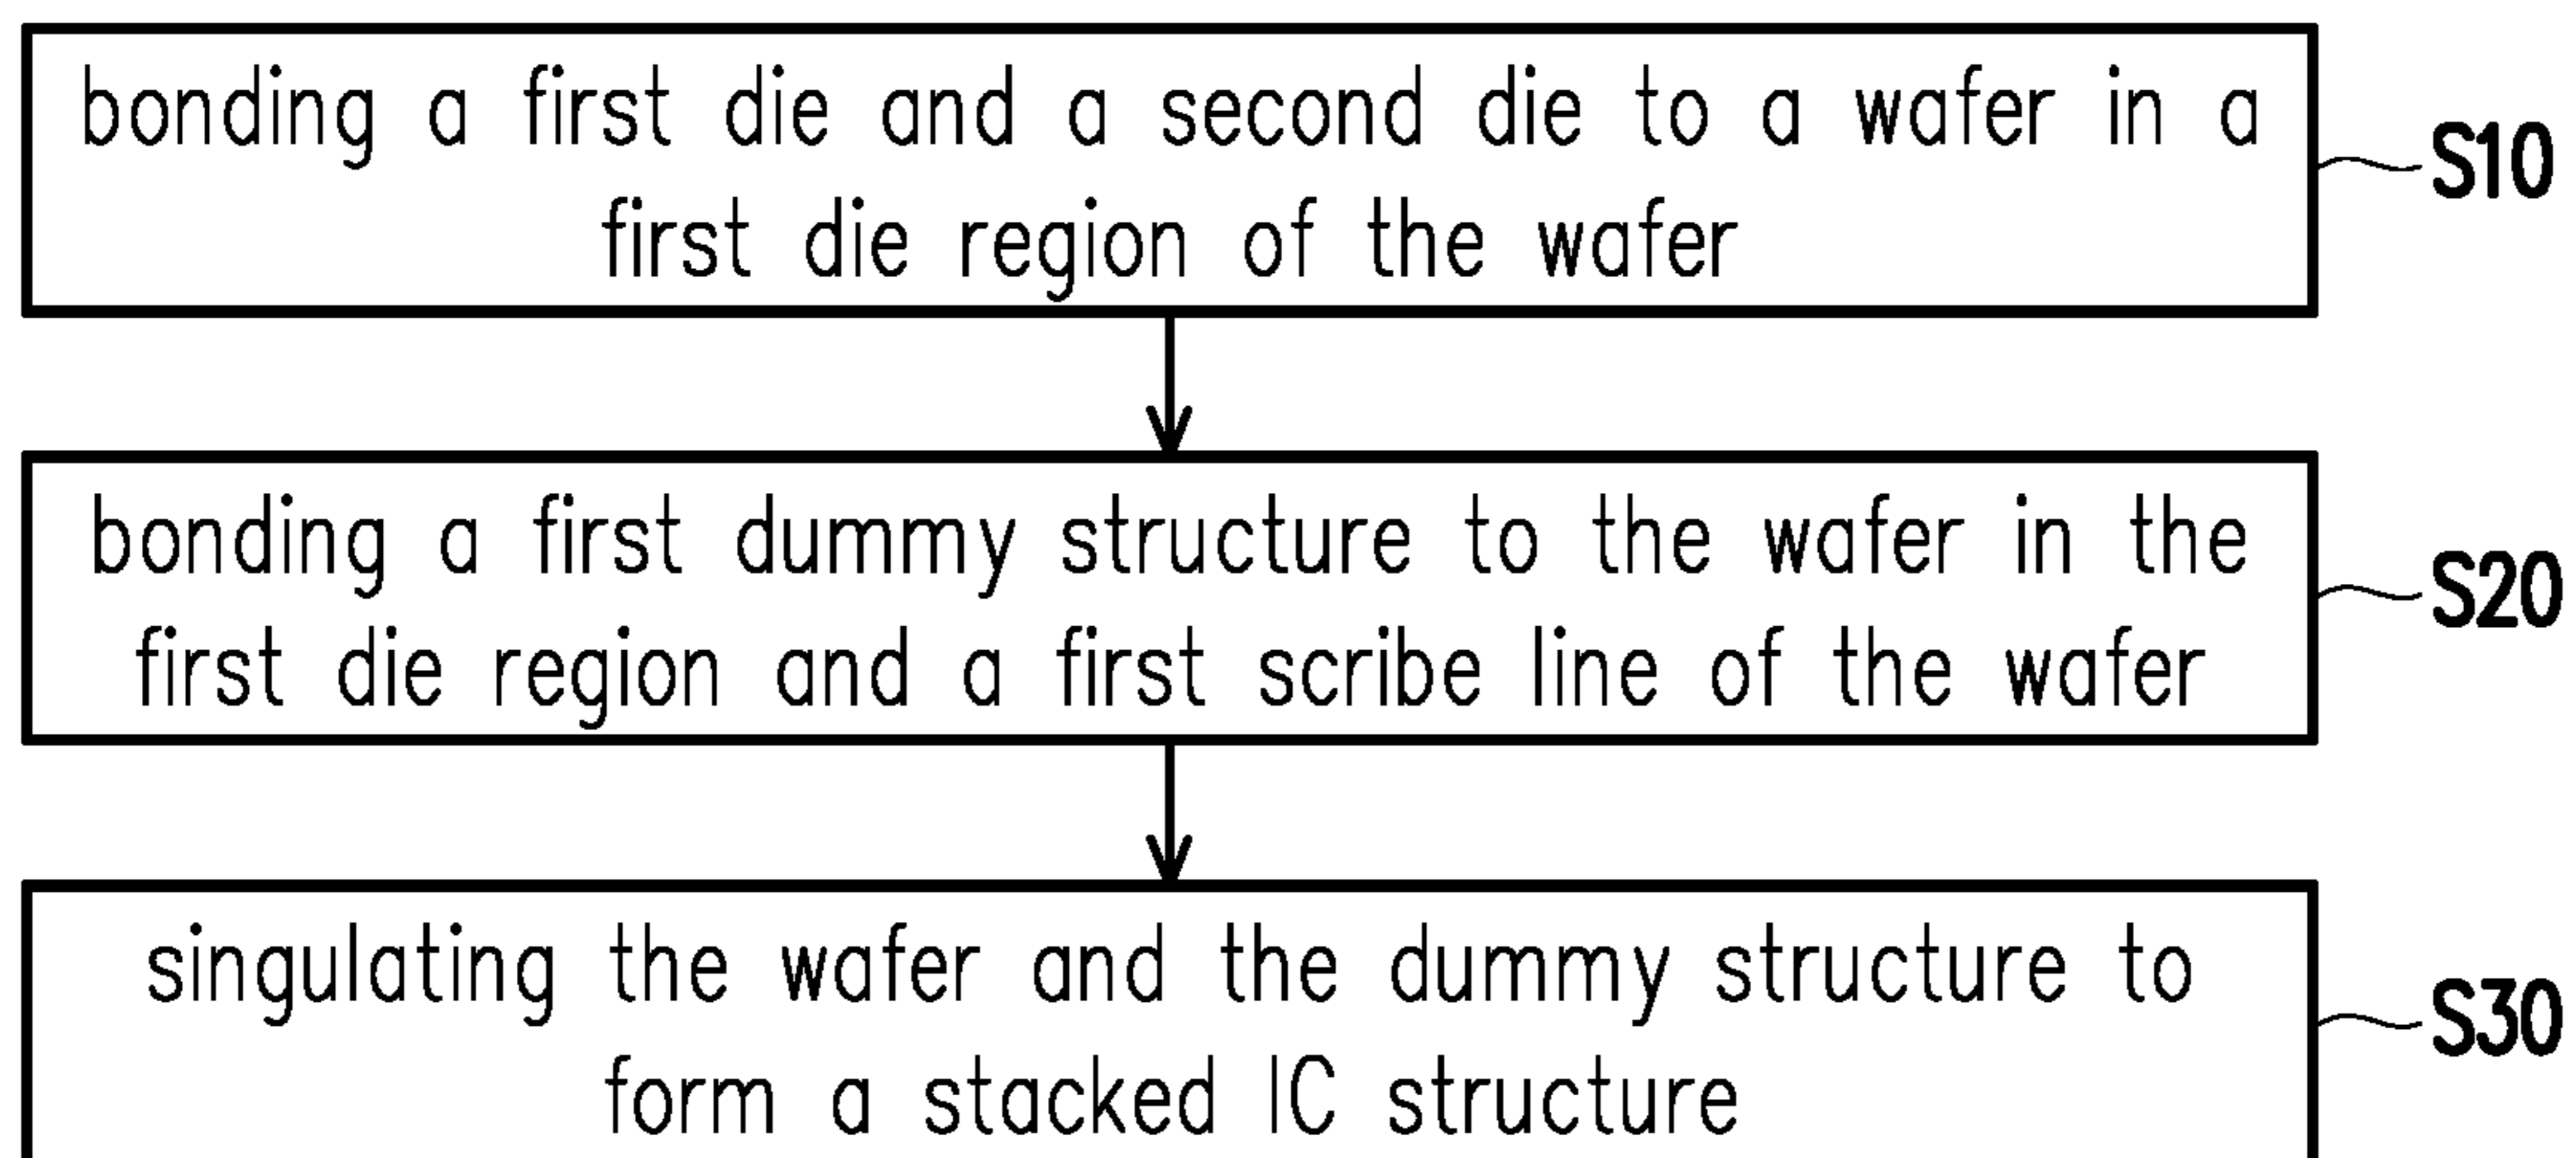 bonding a first die and a second die to a wafer in a
first die region of the wafer
S10
bonding a first dummy structure to the wafer in the
first die region and a first scribe line of the wafer
S20
singulating the wafer and the dummy structure to
form a stacked IC structure
S30